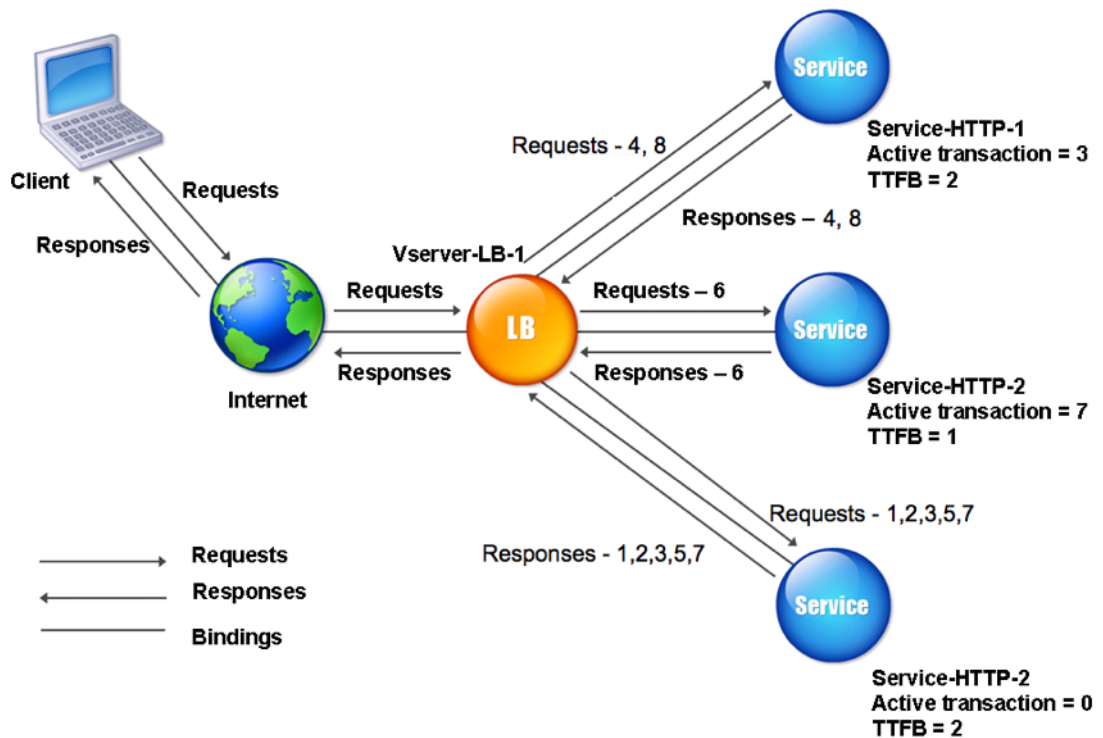 Service
Service-HTTP-1
Active transaction = 3
TTFB = 2
Requests - 4, 8
Client
Requests
Responses
Responses – 4, 8
Vserver-LB-1
Requests
Requests – 6
LB
Service
Responses
Responses – 6
Internet
Service-HTTP-2
Active transaction = 7
TTFB = 1
Requests - 1,2,3,5,7
Responses - 1,2,3,5,7
Requests
Responses
Bindings
Service
Service-HTTP-2
Active transaction = 0
TTFB = 2